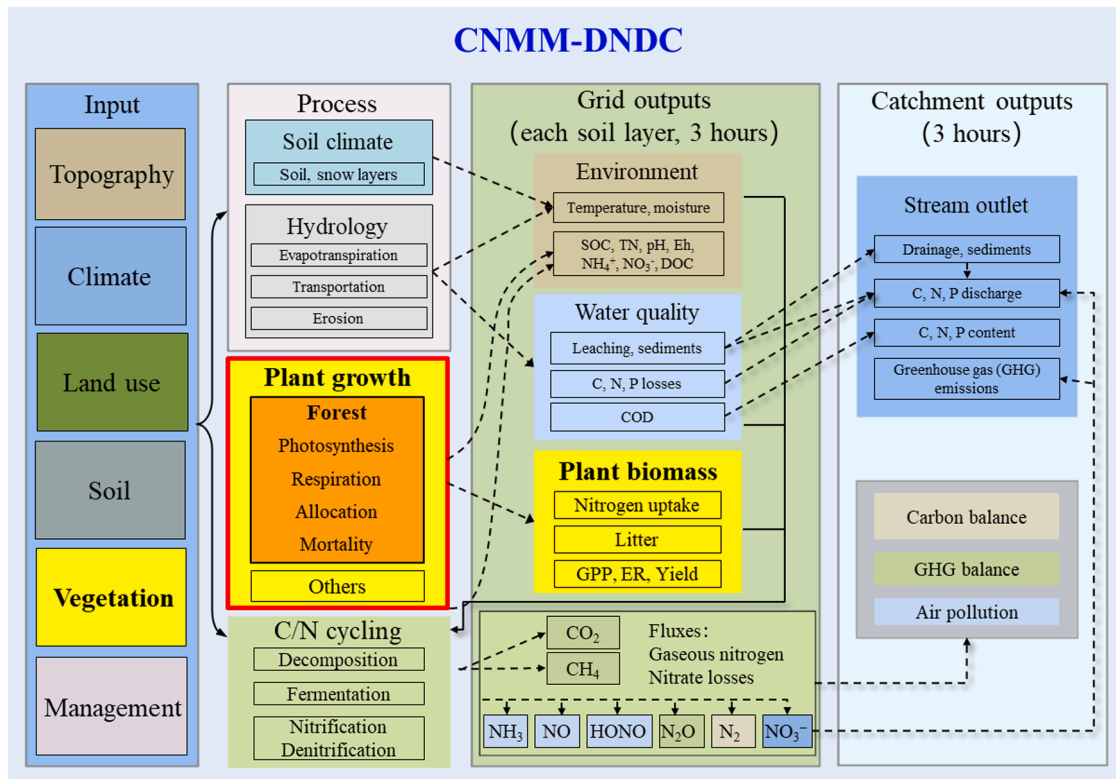 CNMM-DNDC
Input
Topography
Climate
Land use
Soil
Vegetation
Management
Process
Soil climate
Soil, snow layers
Hydrology
Evapotranspiration
Transportation
Erosion
Plant growth
Forest
Photosynthesis
Respiration
Allocation
Mortality
Others
C/N cycling
Decomposition
Fermentation
Nitrification
Denitrification
Grid outputs
(each soil layer, 3 hours)
Environment
Temperature, moisture
SOC, TN, pH, Eh,
NH₄⁺, NO₃⁻, DOC
Water quality
Leaching, sediments
C, N, P losses
COD
Plant biomass
Nitrogen uptake
Litter
GPP, ER, Yield
CO₂
CH₄
Fluxes:
Gaseous nitrogen
Nitrate losses
NH₃ NO HONO N₂O N₂ NO₃⁻
Catchment outputs
(3 hours)
Stream outlet
Drainage, sediments
C, N, P discharge
C, N, P content
Greenhouse gas (GHG)
emissions
Carbon balance
GHG balance
Air pollution